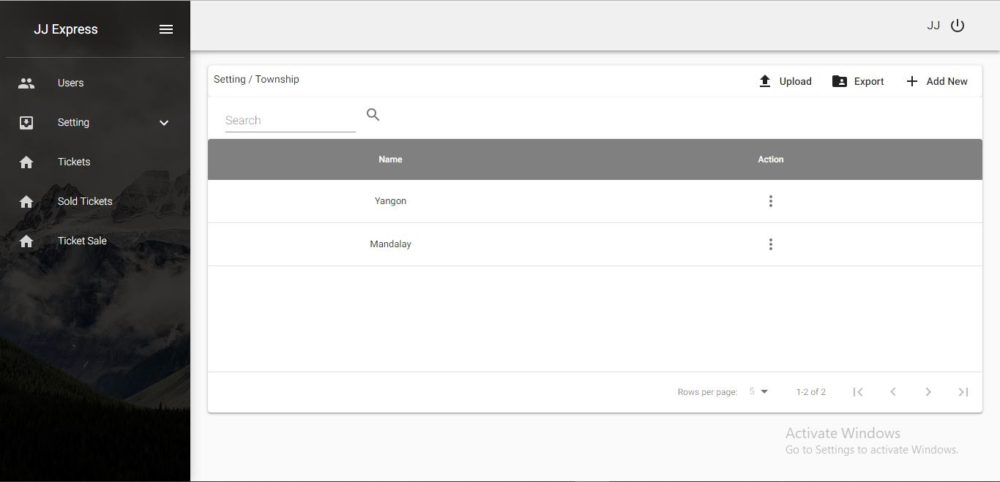 JJ Express
JJ
Users
Setting
Tickets
Sold Tickets
Ticket Sale
Setting / Township
Upload
Export
Add New
Search
Name
Action
Yangon
Mandalay
Rows per page:
5
1-2 of 2
Activate Windows
Go to Settings to activate Windows.